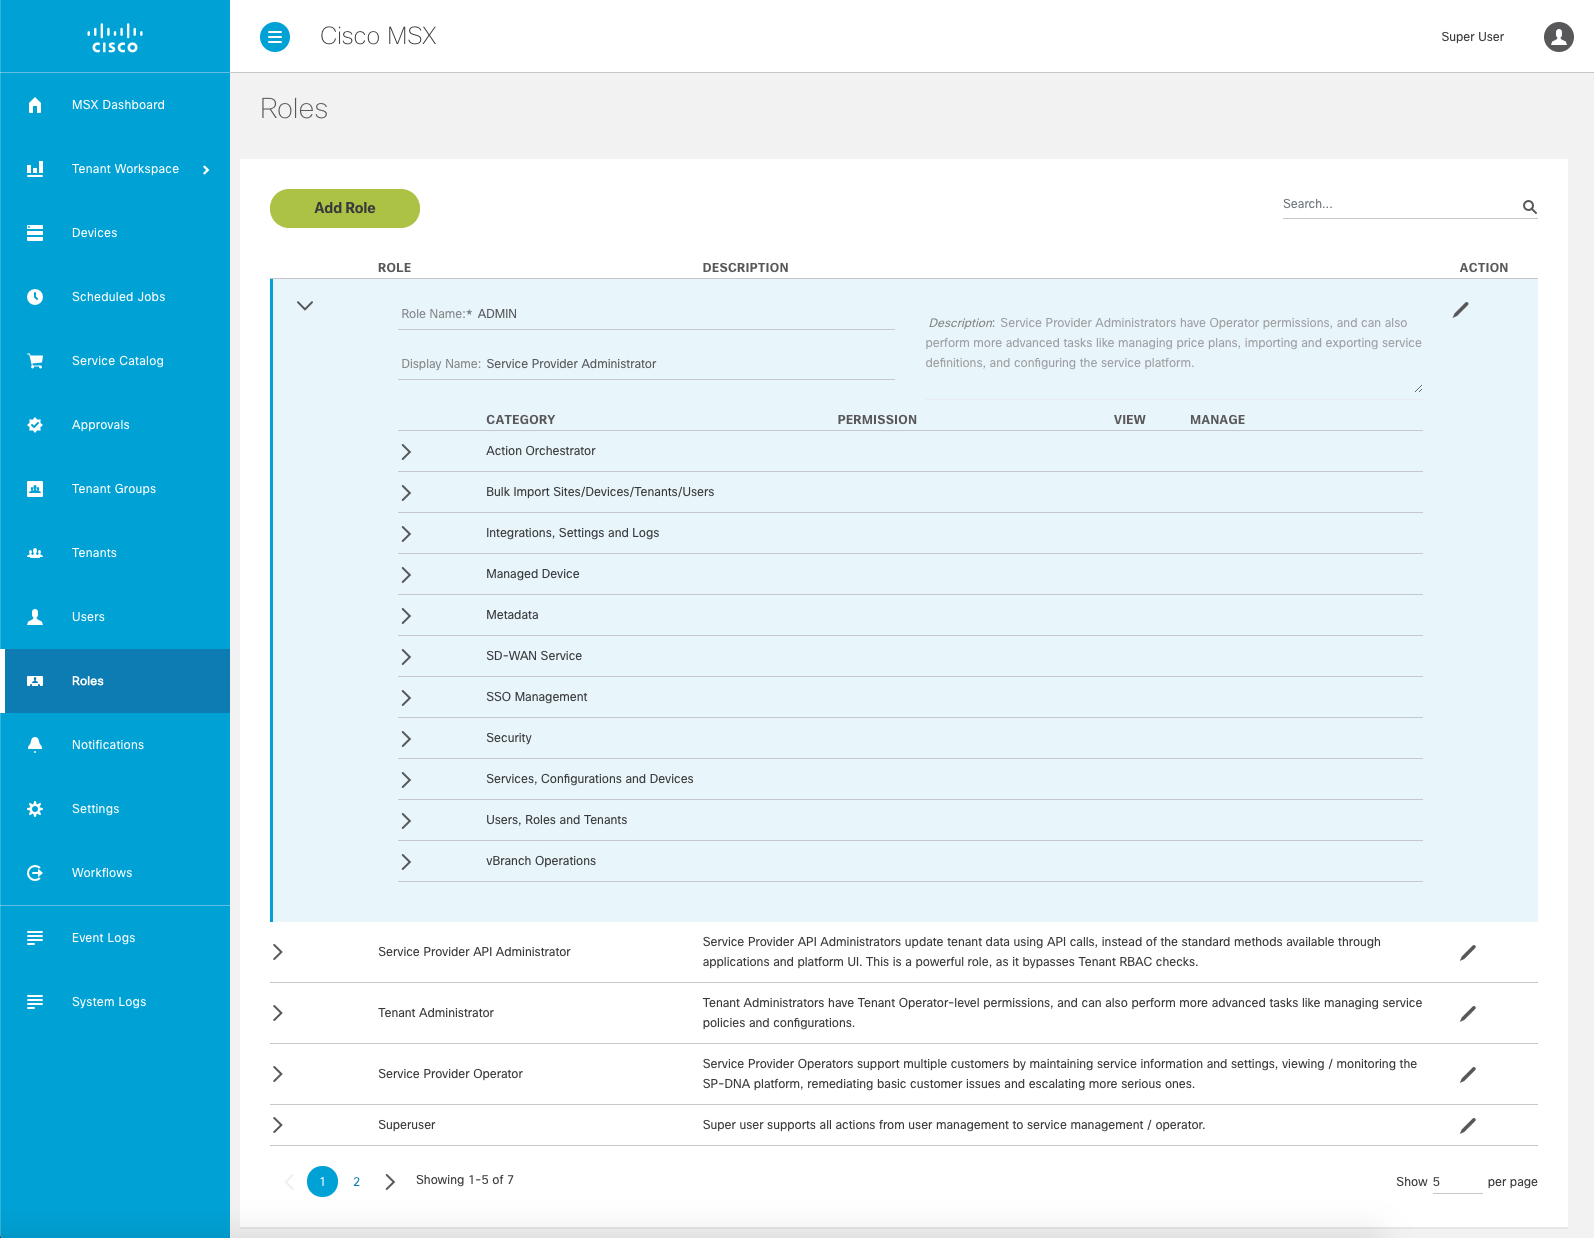 CISCO
Cisco MSX
Super User
MSX Dashboard
Tenant Workspace
Devices
Scheduled Jobs
Service Catalog
Approvals
Tenant Groups
Tenants
Users
Roles
Notifications
Settings
Workflows
Event Logs
System Logs
Roles
Add Role
Search...
ROLE DESCRIPTION ACTION
Role Name:* ADMIN
Display Name: Service Provider Administrator
Description: Service Provider Administrators have Operator permissions, and can also
perform more advanced tasks like managing price plans, importing and exporting service
definitions, and configuring the service platform.
CATEGORY PERMISSION VIEW MANAGE
Action Orchestrator
Bulk Import Sites/Devices/Tenants/Users
Integrations, Settings and Logs
Managed Device
Metadata
SD-WAN Service
SSO Management
Security
Services, Configurations and Devices
Users, Roles and Tenants
vBranch Operations
Service Provider API Administrator
Service Provider API Administrators update tenant data using API calls, instead of the standard methods available through
applications and platform UI. This is a powerful role, as it bypasses Tenant RBAC checks.
Tenant Administrator
Tenant Administrators have Tenant Operator-level permissions, and can also perform more advanced tasks like managing service
policies and configurations.
Service Provider Operator
Service Provider Operators support multiple customers by maintaining service information and settings, viewing / monitoring the
SP-DNA platform, remediating basic customer issues and escalating more serious ones.
Superuser
Super user supports all actions from user management to service management / operator.
1 2 Showing 1-5 of 7
Show 5 per page